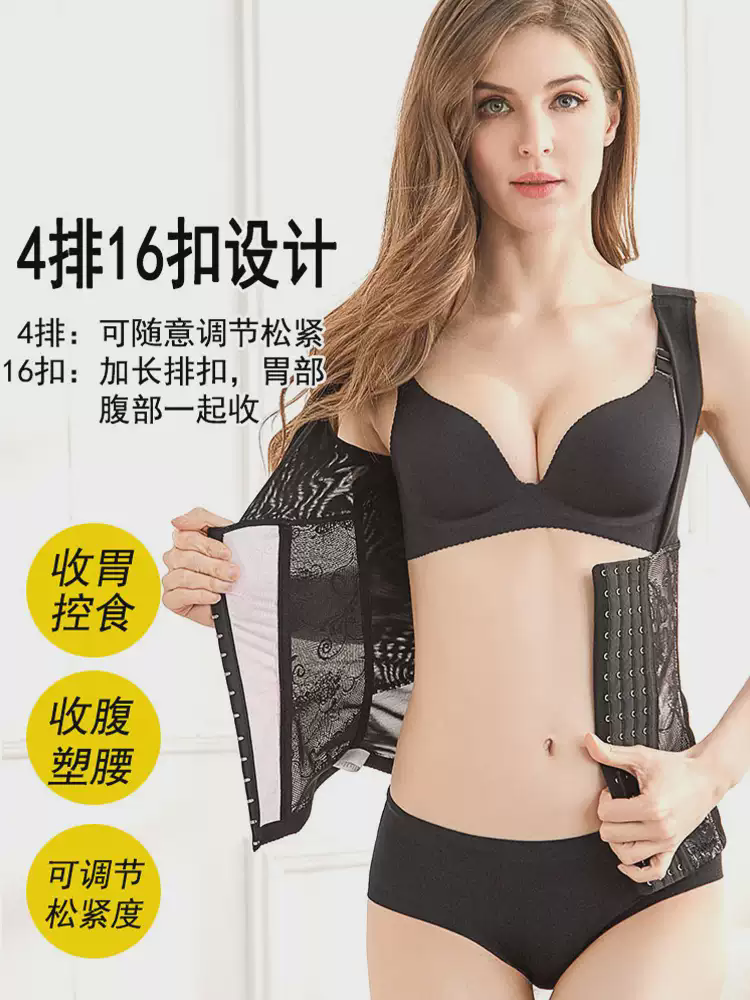 4排16扣设计
4排：可随意调节松紧
16扣：加长排扣，胃部
腹部一起收
收胃
控食
收腹
塑腰
可调节
松紧度